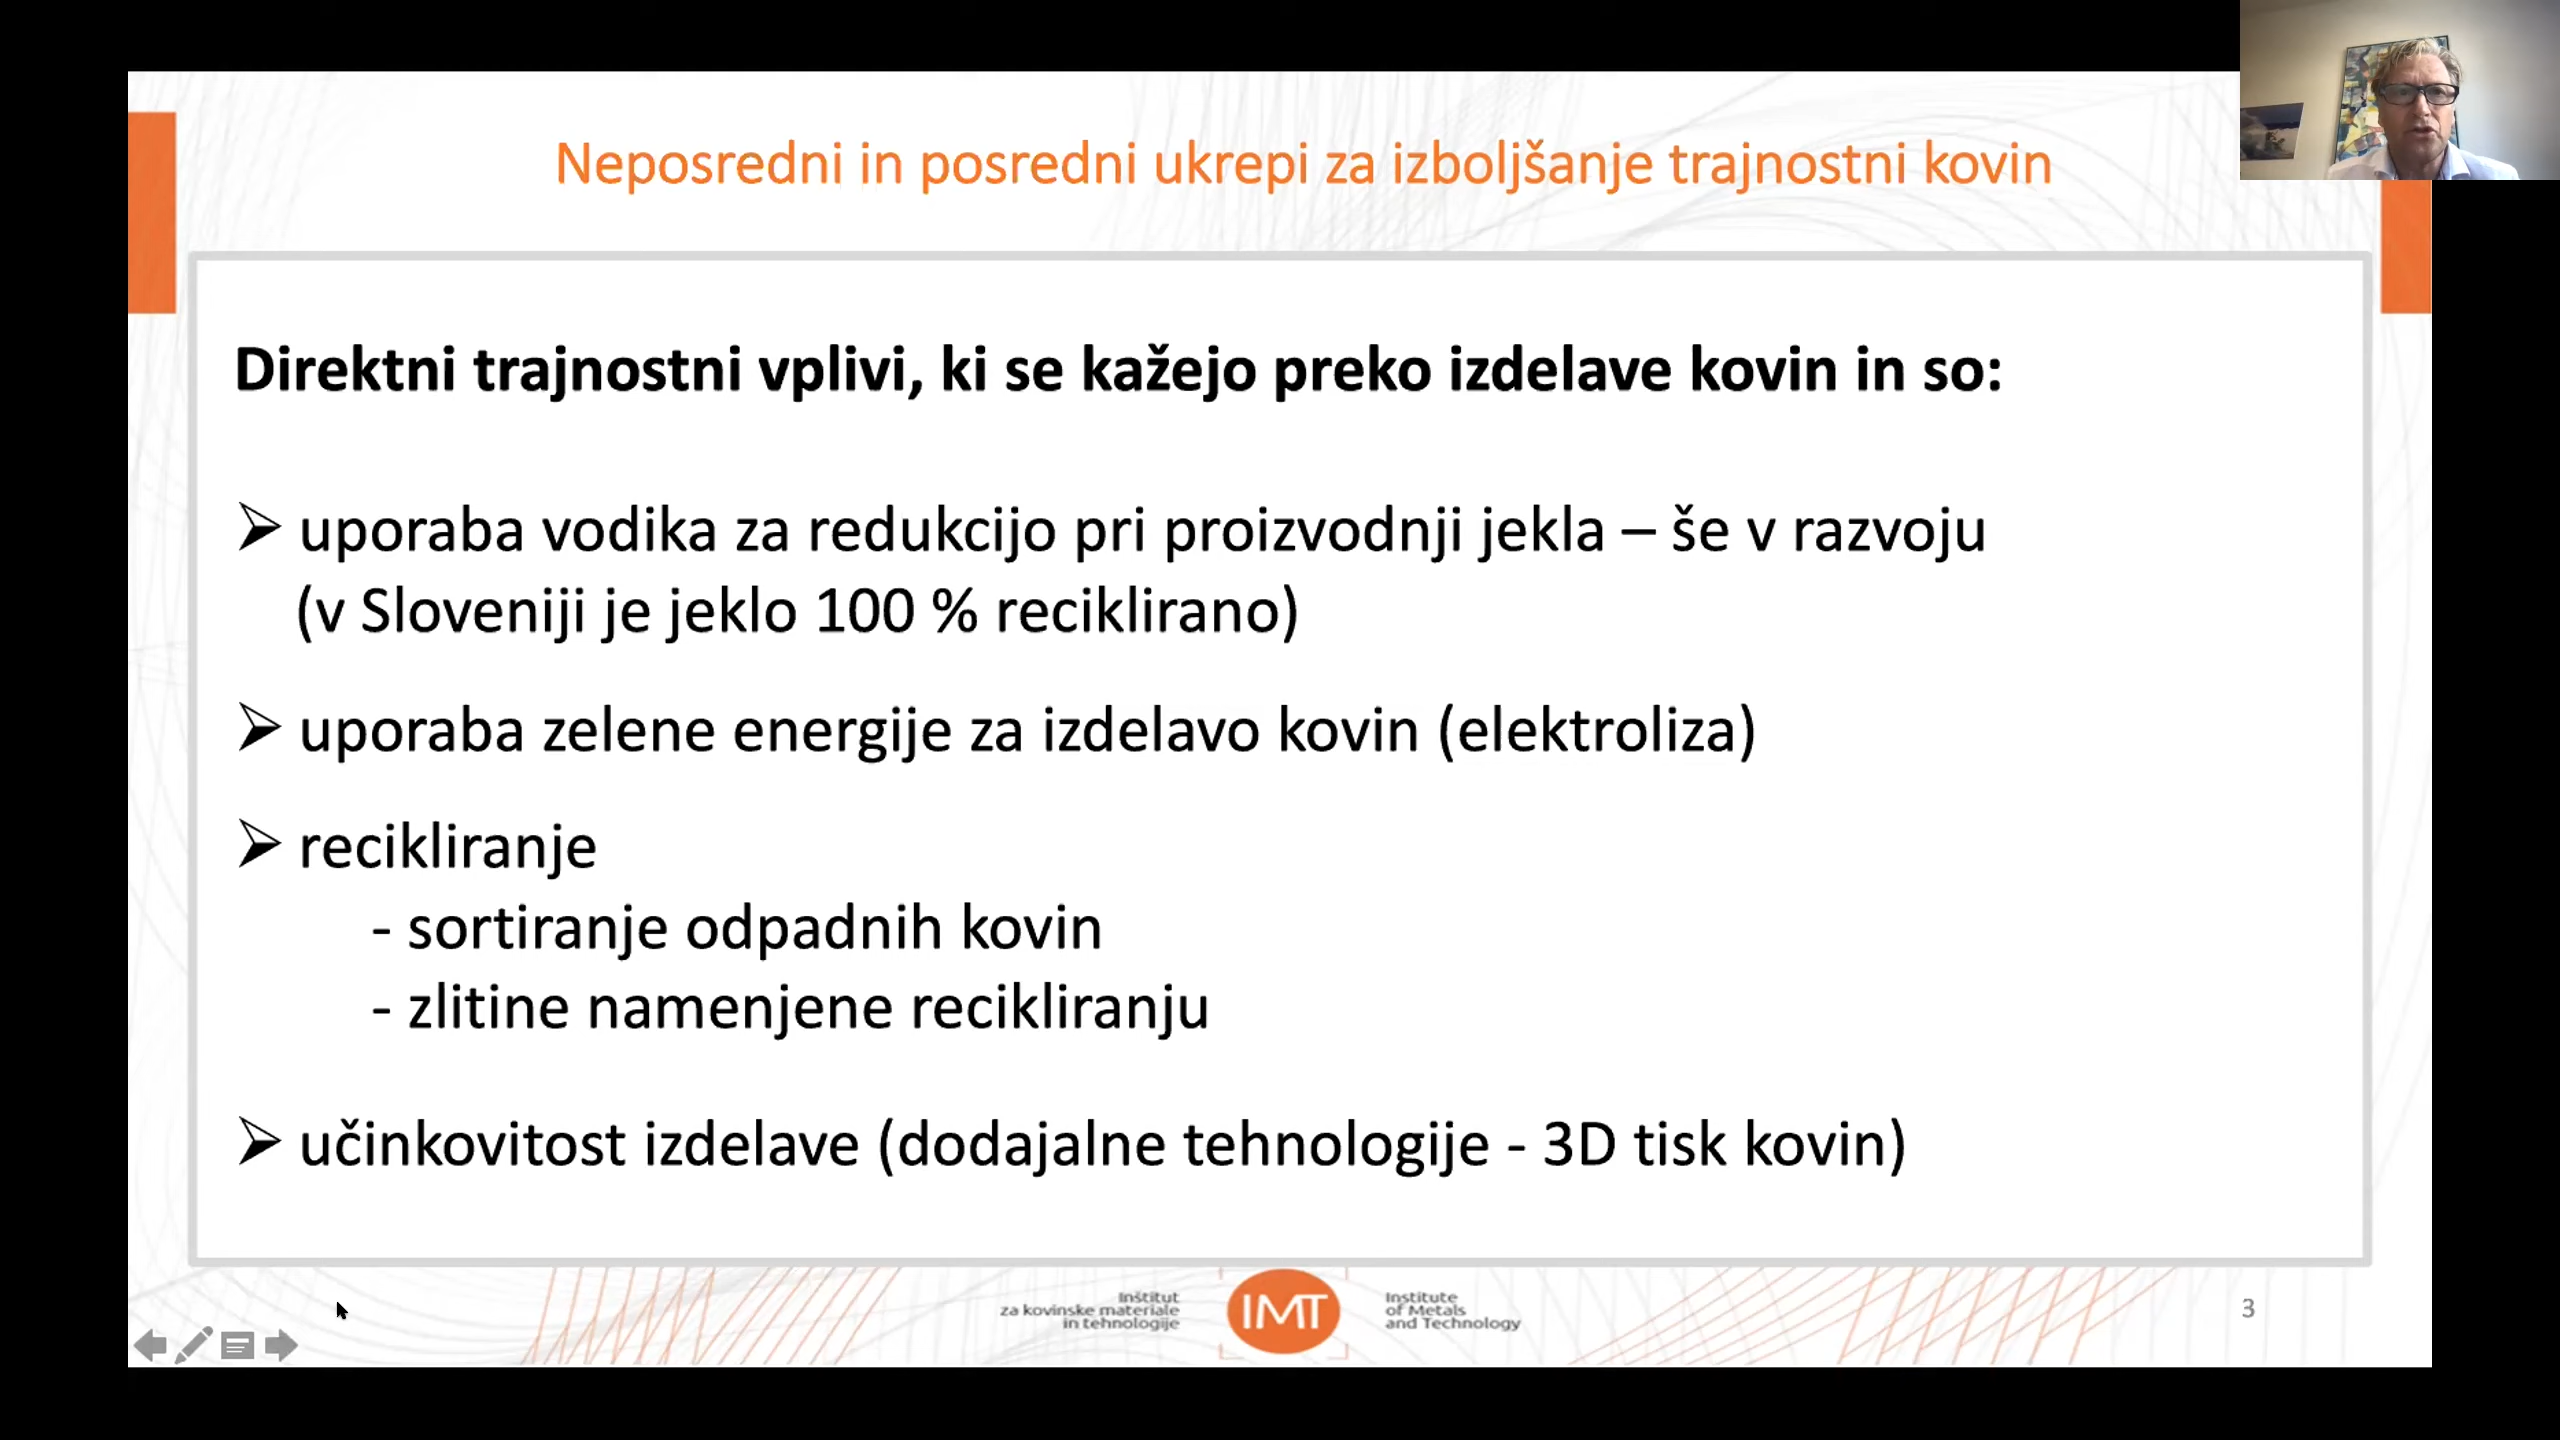 Neposredni in posredni ukrepi za izboljšanje trajnostni kovin
Direktni trajnostni vplivi, ki se kažejo preko izdelave kovin in so:
➢ uporaba vodika za redukcijo pri proizvodnji jekla – še v razvoju
(v Sloveniji je jeklo 100 % reciklirano)
➢ uporaba zelene energije za izdelavo kovin (elektroliza)
➢ recikliranje
- sortiranje odpadnih kovin
- zlitine namenjene recikliranju
➢ učinkovitost izdelave (dodajalne tehnologije - 3D tisk kovin)
Inštitut
za kovinske materiale
in tehnologije
IMT
Institute
of Metals
and Technology
3